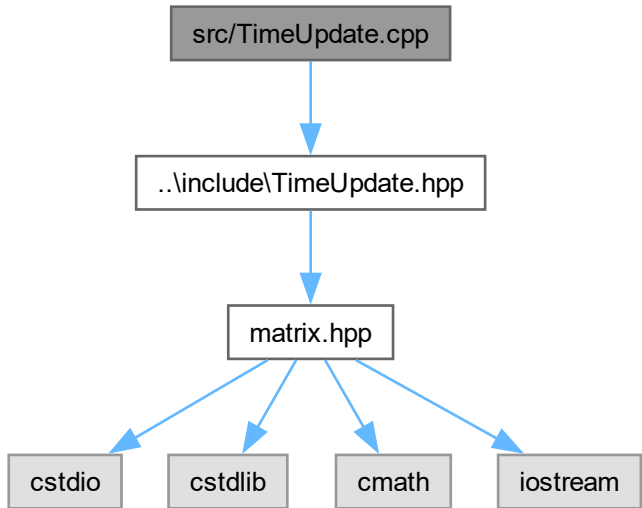 src/TimeUpdate.cpp
..\include\TimeUpdate.hpp
matrix.hpp
cstdio
cstdlib
cmath
iostream